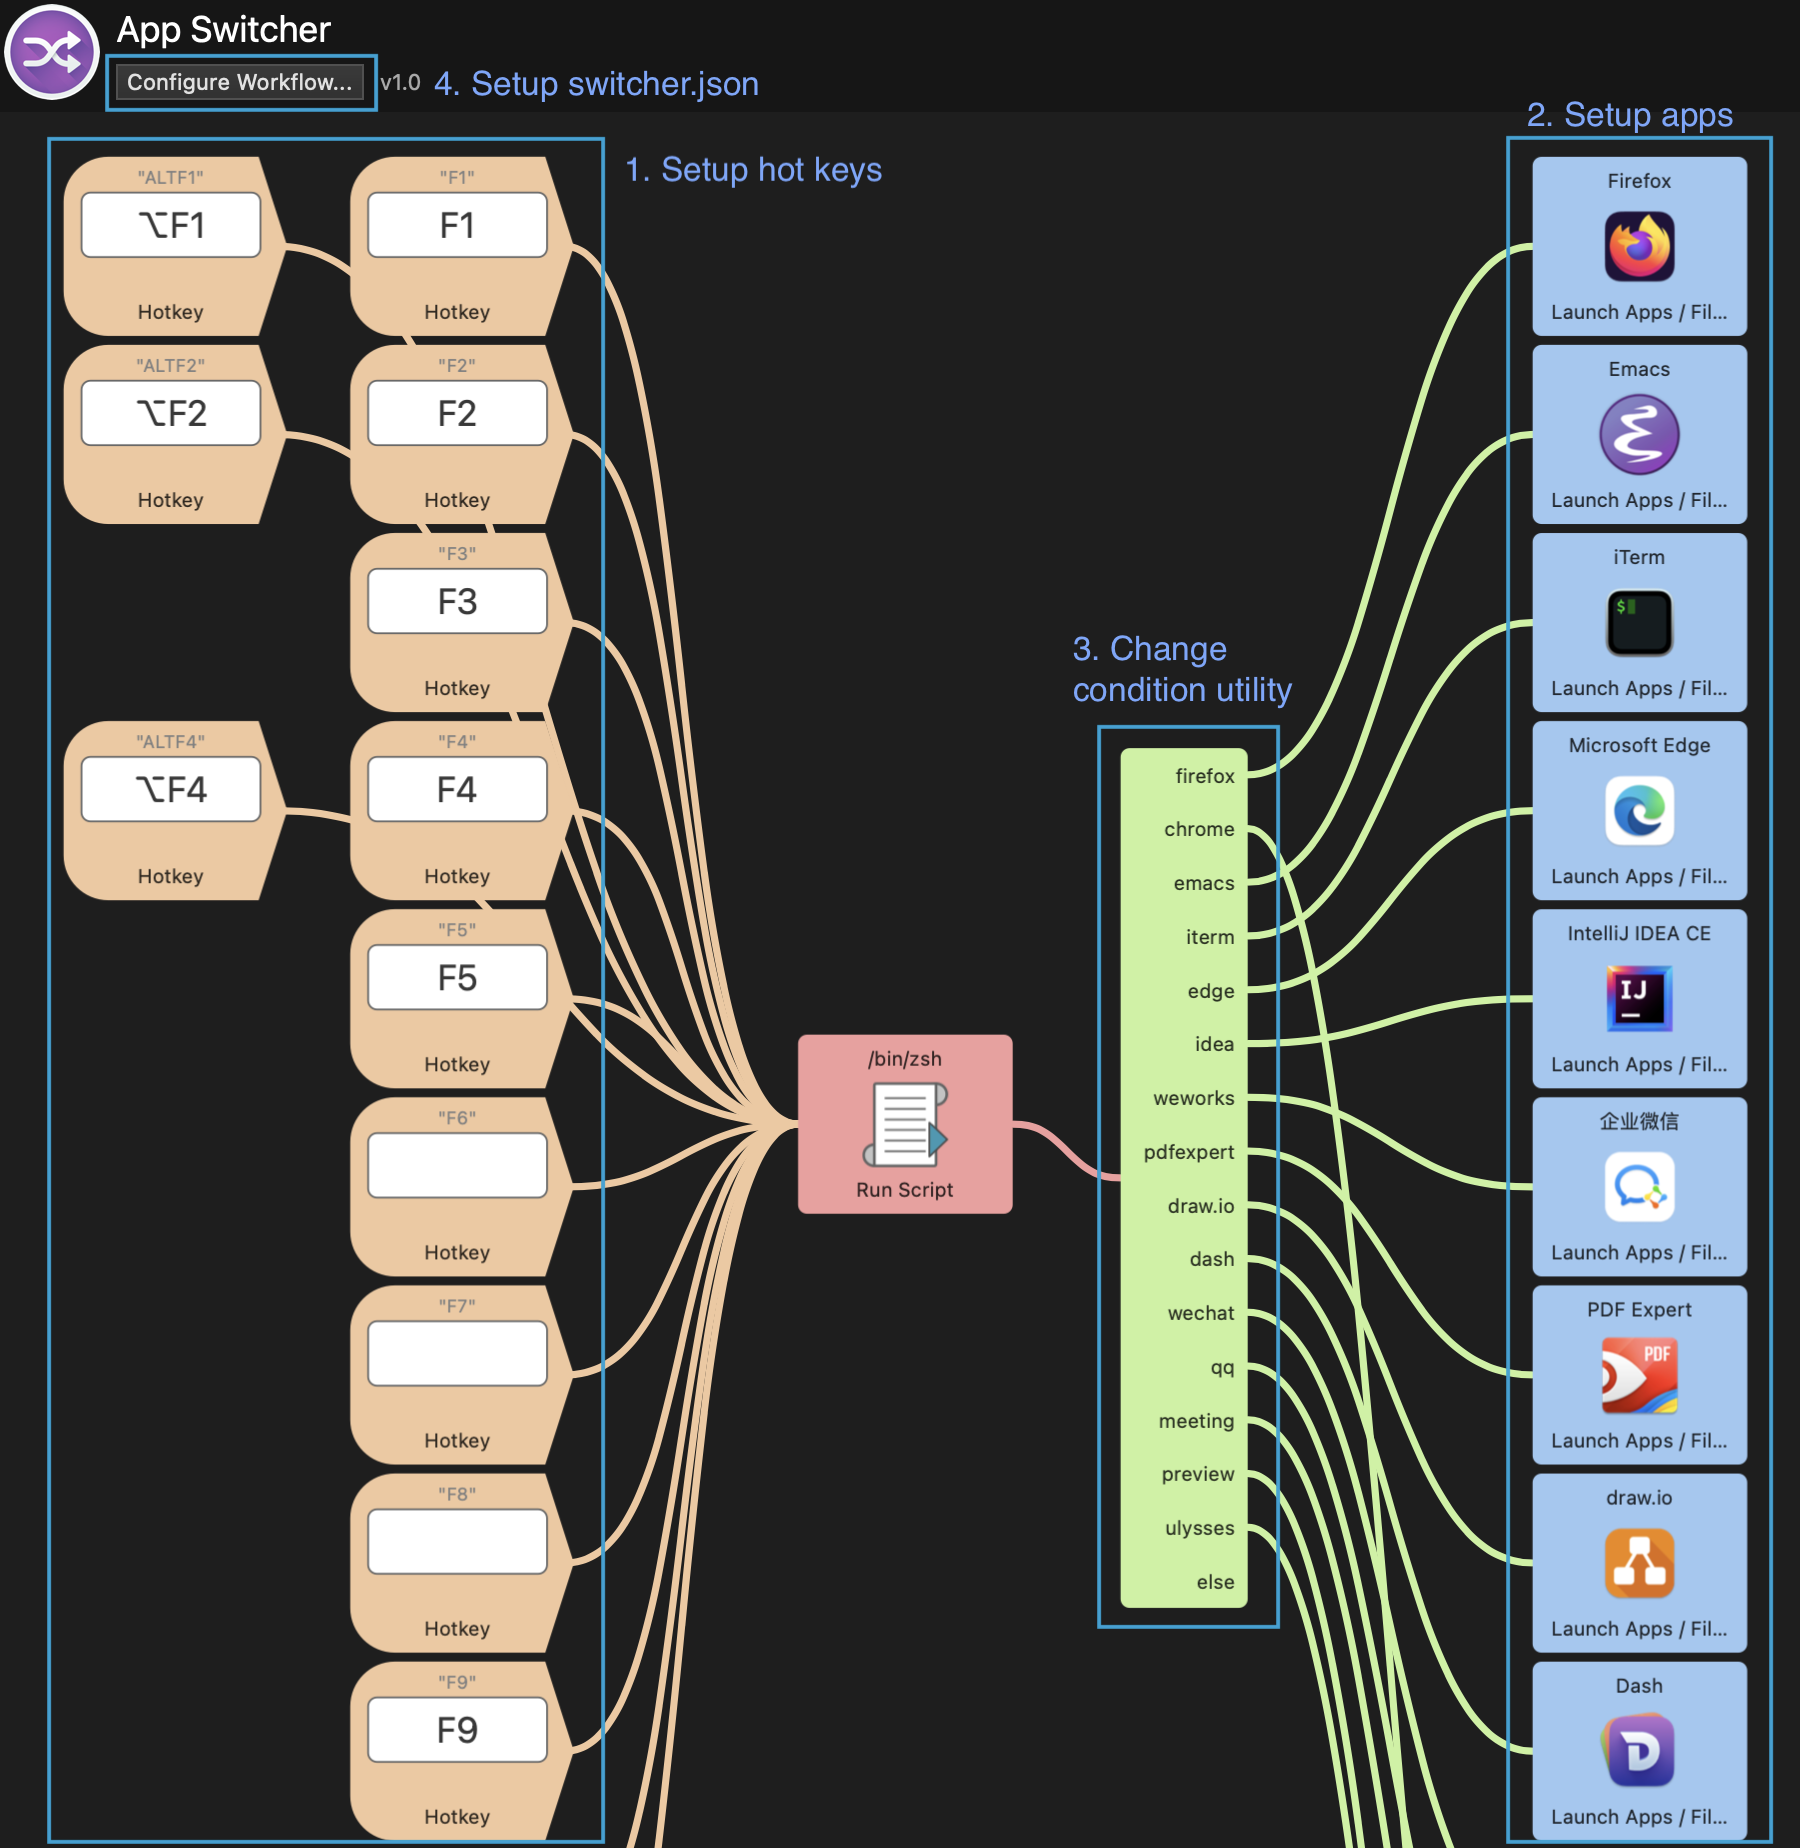 App Switcher
Configure Workflow...
v1.0
4. Setup switcher.json
1. Setup hot keys
"ALTF1"
⌥F1
Hotkey
"F1"
F1
Hotkey
"ALTF2"
⌥F2
Hotkey
"F2"
F2
Hotkey
"F3"
F3
Hotkey
"ALTF4"
⌥F4
Hotkey
"F4"
F4
Hotkey
"F5"
F5
Hotkey
"F6"
Hotkey
"F7"
Hotkey
"F8"
Hotkey
"F9"
F9
Hotkey
/bin/zsh
Run Script
3. Change
condition utility
firefox
chrome
emacs
iterm
edge
idea
weworks
pdfexpert
draw.io
dash
wechat
qq
meeting
preview
ulysses
else
2. Setup apps
Firefox
Launch Apps / Fil...
Emacs
Launch Apps / Fil...
iTerm
$
Launch Apps / Fil...
Microsoft Edge
Launch Apps / Fil...
IntelliJ IDEA CE
IJ
Launch Apps / Fil...
企业微信
Launch Apps / Fil...
PDF Expert
PDF
Launch Apps / Fil...
draw.io
Launch Apps / Fil...
Dash
D
Launch Apps / Fil...